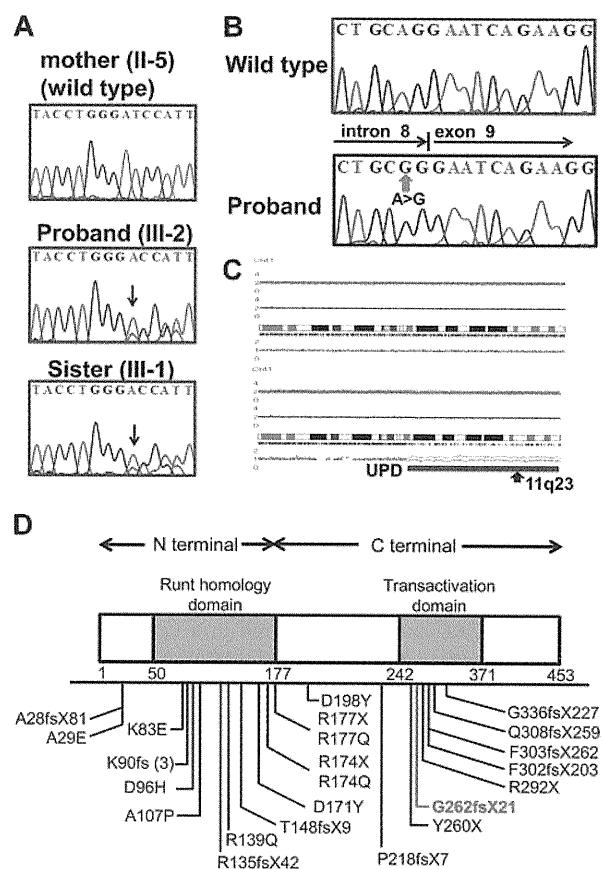 A
mother (II-5)
(wild type)
TACCTGGGATCCATT
Proband (III-2)
TACCTGGGACCATT
Sister (III-1)
TACCTGGGACCATT
B
Wild type
CTGCAGGAATCAGAAGG
intron 8 exon 9
CTGCGGGAATCAGAAGG
A>G
Proband
C
UPD
11q23
D
N terminal C terminal
Runt homology
domain
Transactivation
domain
1 50 177 242 371 453
A28fsX81
A29E
K83E
K90fs (3)
D96H
A107P
R135fsX42
R139Q
T148fsX9
D171Y
R174Q
R174X
R177Q
R177X
D198Y
P218fsX7
Y260X
G262fsX21
R292X
F302fsX203
F303fsX262
Q308fsX259
G336fsX227